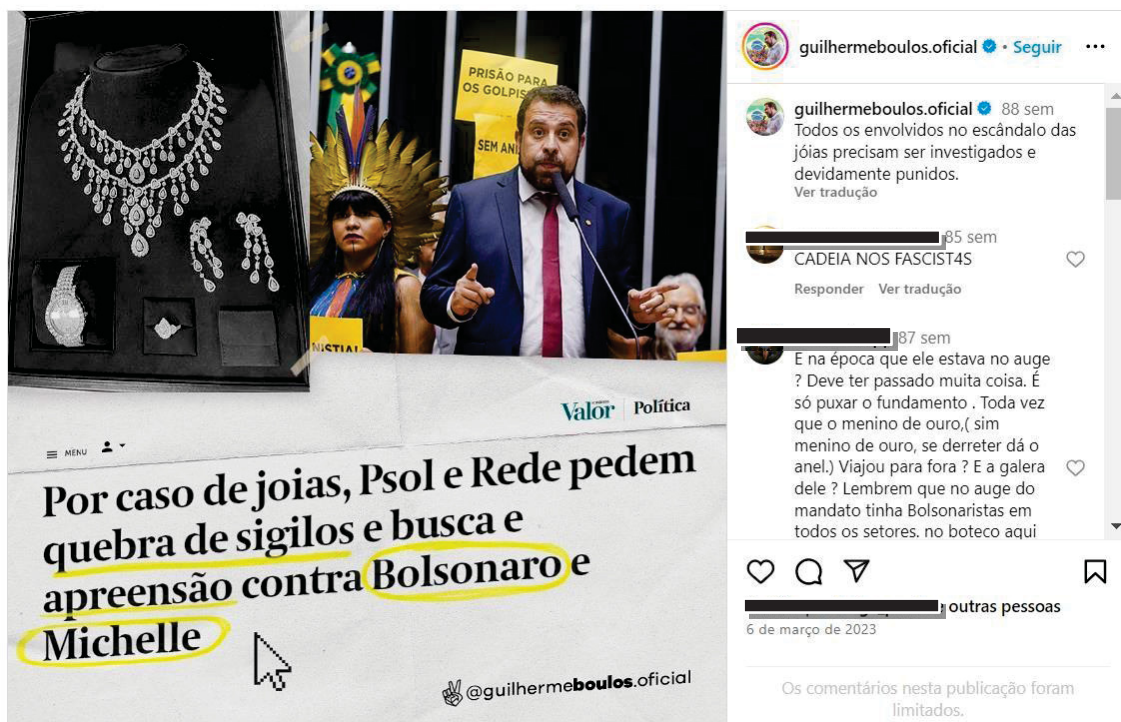 PRISÃO PARA
OS GOLPIS
SEM ANI
NISTIA!
Valor Política
MENU
Por caso de joias, Psol e Rede pedem
quebra de sigilos e busca e
apreensão contra Bolsonaro e
Michelle
@guilhermeboulos.oficial
guilhermeboulos.oficial • Seguir
guilhermeboulos.oficial 88 sem
Todos os envolvidos no escândalo das
jóias precisam ser investigados e
devidamente punidos.
Ver tradução
85 sem
CADEIA NOS FASCIST4S
Responder Ver tradução
87 sem
E na época que ele estava no auge
? Deve ter passado muita coisa. É
só puxar o fundamento . Toda vez
que o menino de ouro,( sim
menino de ouro, se derreter dá o
anel.) Viajou para fora ? E a galera
dele ? Lembrem que no auge do
mandato tinha Bolsonaristas em
todos os setores. no boteco aqui
outras pessoas
6 de março de 2023
Os comentários nesta publicação foram
limitados.